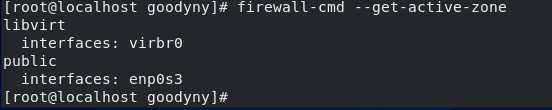 [root@localhost goodyny]# firewall-cmd --get-active-zone
libvirt
  interfaces: virbr0
public
  interfaces: enp0s3
[root@localhost goodyny]#